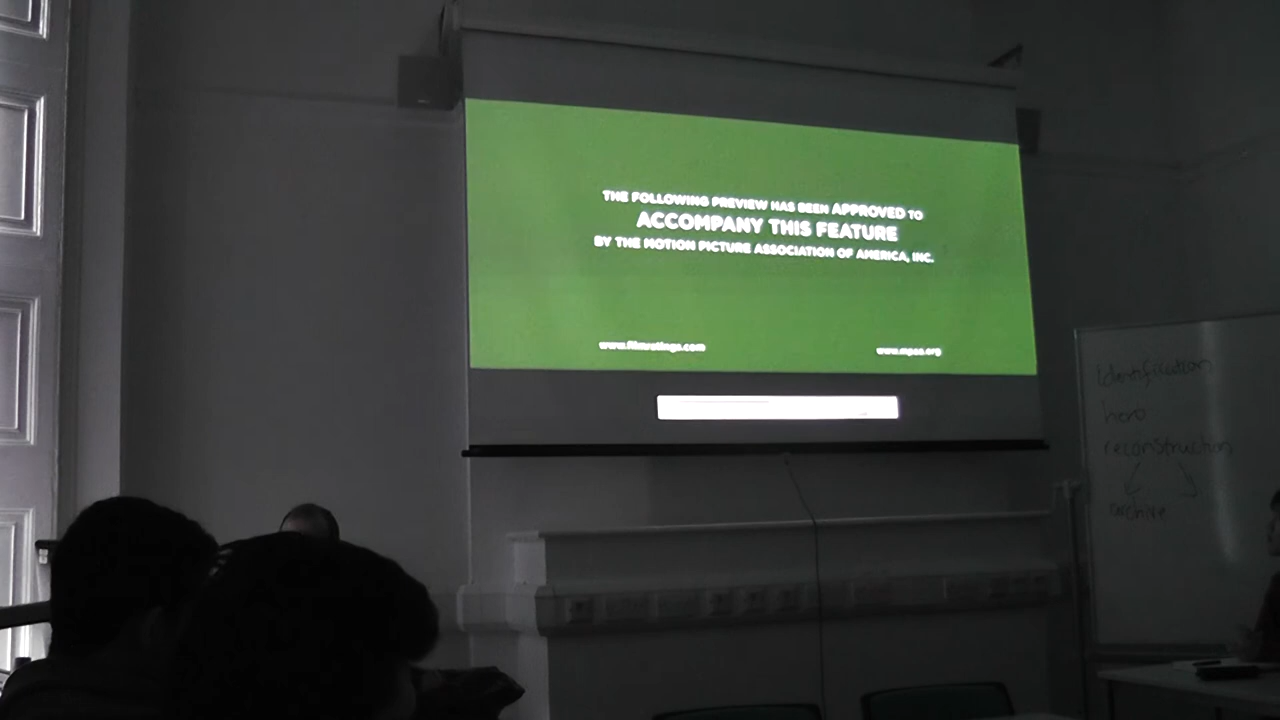 THE FOLLOWING PREVIEW HAS BEEN APPROVED TO
ACCOMPANY THIS FEATURE
BY THE MOTION PICTURE ASSOCIATION OF AMERICA, INC.
www.filmratings.com
www.mpaa.org
Identification
hero
reconstruction
archive